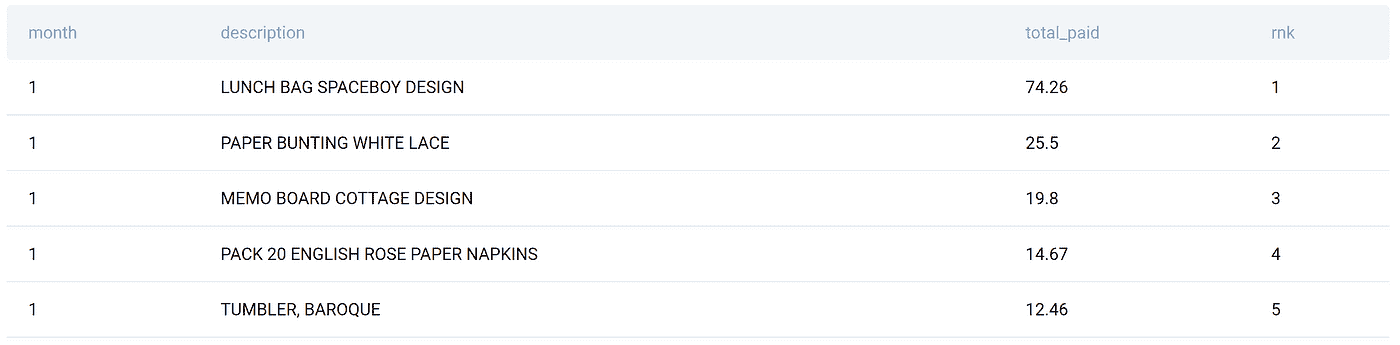 month description total_paid rnk
1 LUNCH BAG SPACEBOY DESIGN 74.26 1
1 PAPER BUNTING WHITE LACE 25.5 2
1 MEMO BOARD COTTAGE DESIGN 19.8 3
1 PACK 20 ENGLISH ROSE PAPER NAPKINS 14.67 4
1 TUMBLER, BAROQUE 12.46 5